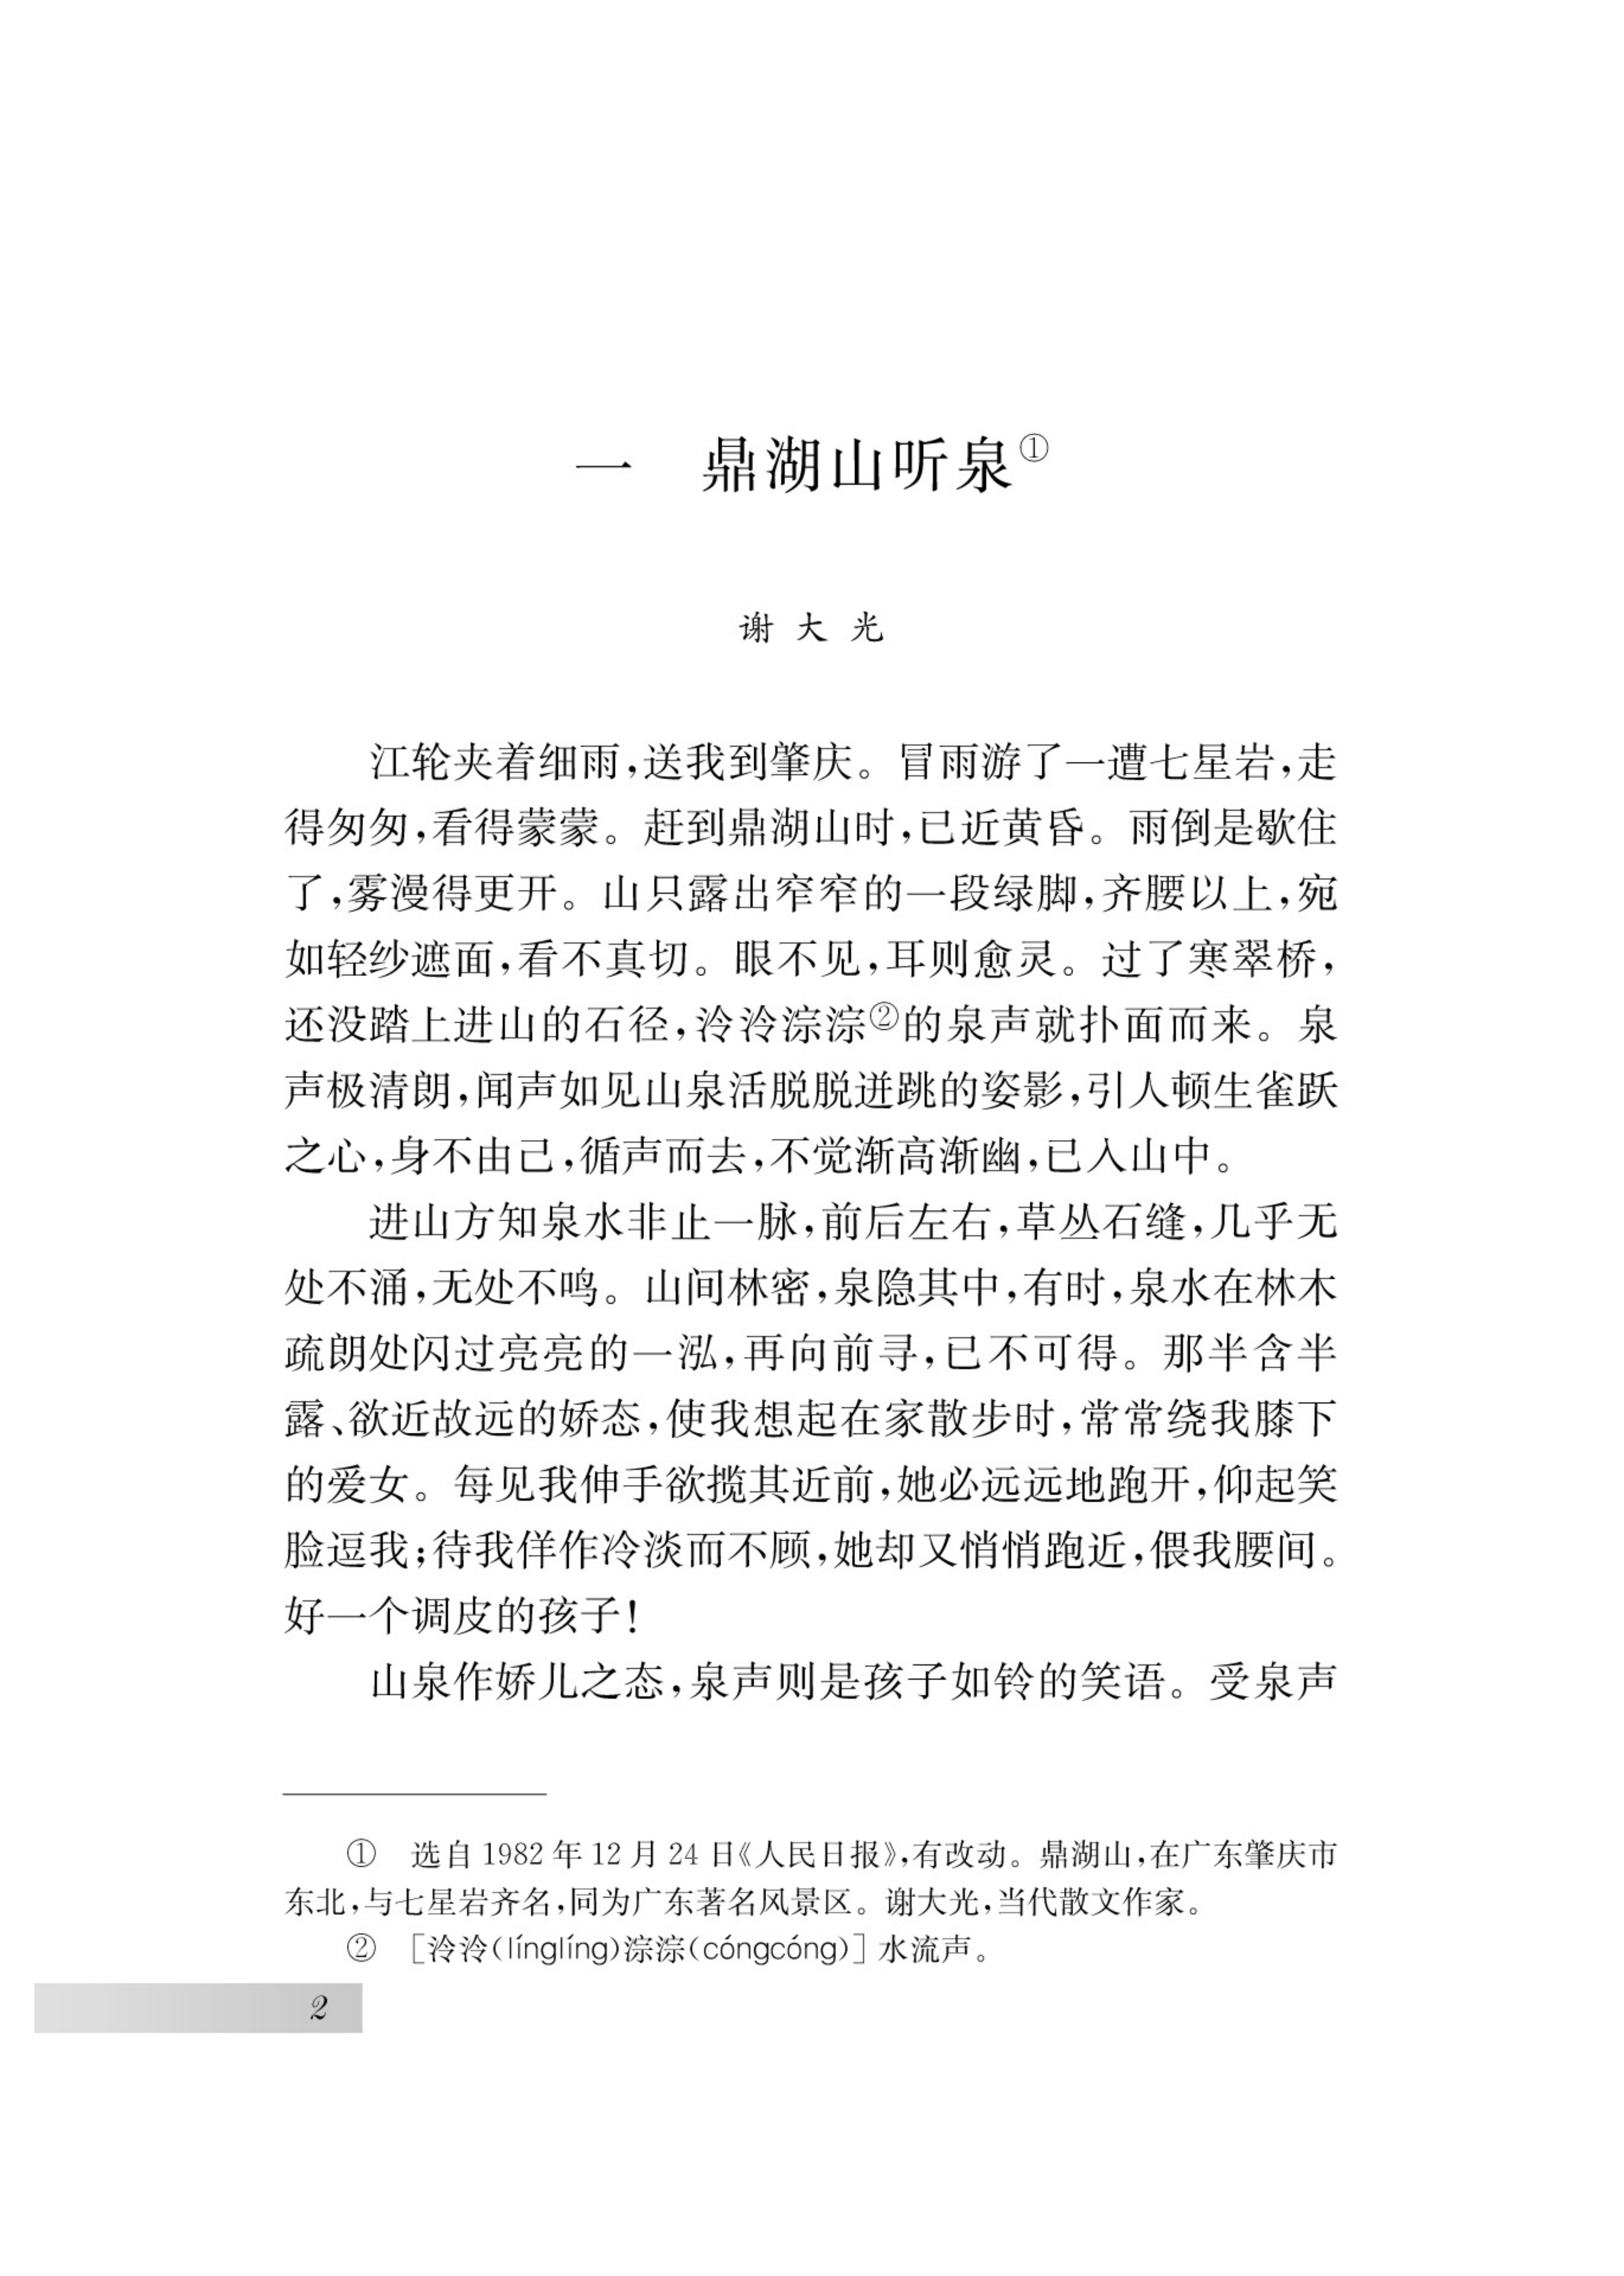 一　鼎湖山听泉①
谢大光
江轮夹着细雨,送我到肇庆。冒雨游了一遭七星岩,走
得匆匆,看得蒙蒙。赶到鼎湖山时,已近黄昏。雨倒是歇住
了,雾漫得更开。山只露出窄窄的一段绿脚,齐腰以上,宛
如轻纱遮面,看不真切。眼不见,耳则愈灵。过了寒翠桥,
还没踏上进山的石径,泠泠淙淙②的泉声就扑面而来。泉
声极清朗,闻声如见山泉活脱脱迸跳的姿影,引人顿生雀跃
之心,身不由己,循声而去,不觉渐高渐幽,已入山中。
进山方知泉水非止一脉,前后左右,草丛石缝,几乎无
处不涌,无处不鸣。山间林密,泉隐其中,有时,泉水在林木
疏朗处闪过亮亮的一泓,再向前寻,已不可得。那半含半
露、欲近故远的娇态,使我想起在家散步时,常常绕我膝下
的爱女。每见我伸手欲揽其近前,她必远远地跑开,仰起笑
脸逗我;待我佯作冷淡而不顾,她却又悄悄跑近,偎我腰间。
好一个调皮的孩子!
山泉作娇儿之态,泉声则是孩子如铃的笑语。受泉声
①　选自 1982 年 12 月 24 日《人民日报》,有改动。鼎湖山,在广东肇庆市
东北,与七星岩齐名,同为广东著名风景区。谢大光,当代散文作家。
②　[泠泠(línglíng)淙淙(cóngcóng)] 水流声。
2